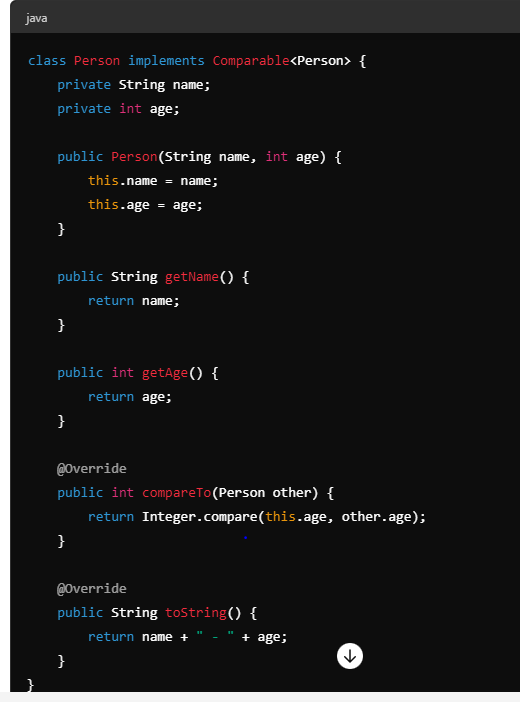 java
class Person implements Comparable<Person> {
    private String name;
    private int age;

    public Person(String name, int age) {
        this.name = name;
        this.age = age;
    }

    public String getName() {
        return name;
    }

    public int getAge() {
        return age;
    }

    @Override
    public int compareTo(Person other) {
        return Integer.compare(this.age, other.age);
    }

    @Override
    public String toString() {
        return name + " - " + age;
    }
}